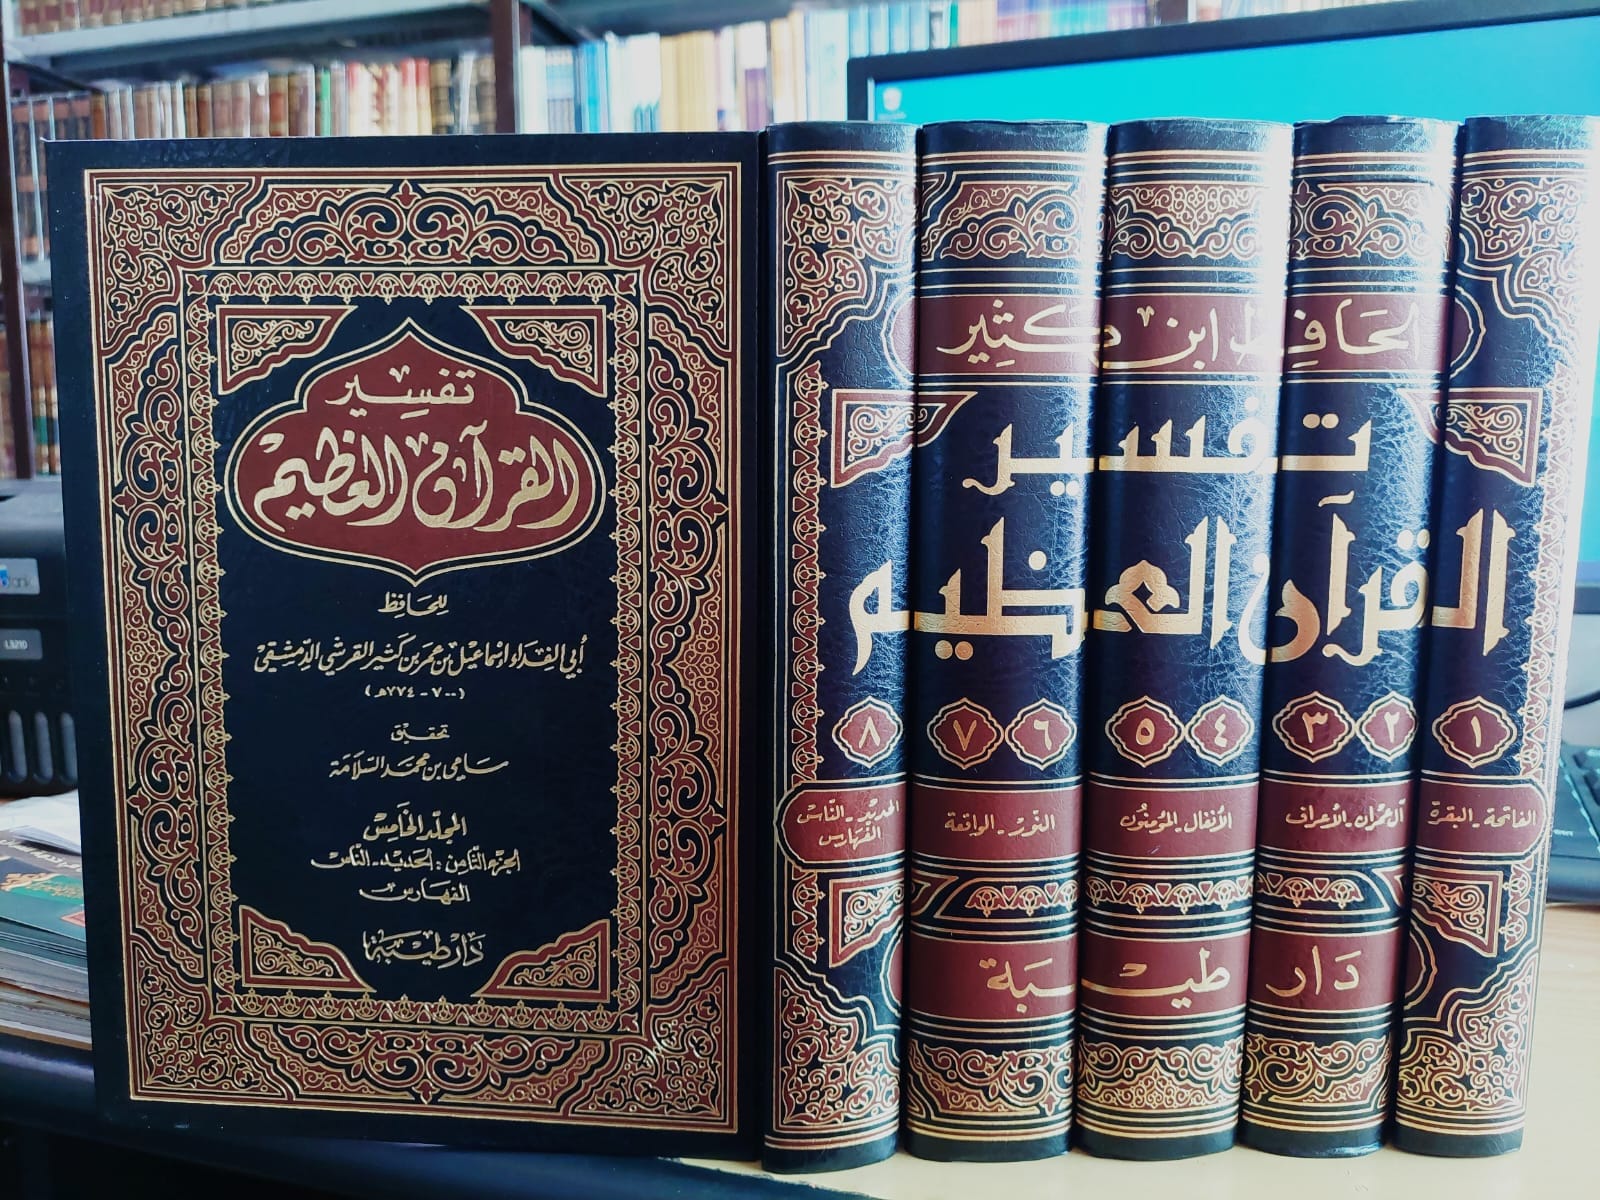 تفسير
القرآن العظيم
للحافظ
أبي الفداء إسماعيل بن عمر بن كثير القرشي الدمشقي
(٧٠٠ - ٧٧٤هـ)
تحقيق
سامي بن محمد السلامة
المجلد الخامس
الجزء الثامن: الحديد - الناس
الفهارس
دار طيبة
الحافظ ابن كثير
تفسير
القرآن العظيم
١ ٢ ٣ ٤ ٥ ٦ ٧ ٨
الفاتحة - البقرة
آل عمران - الأعراف
الأنفال - المؤمنون
النور - الواقعة
الحديد - الناس
الفهارس
دار طيبة
L3210